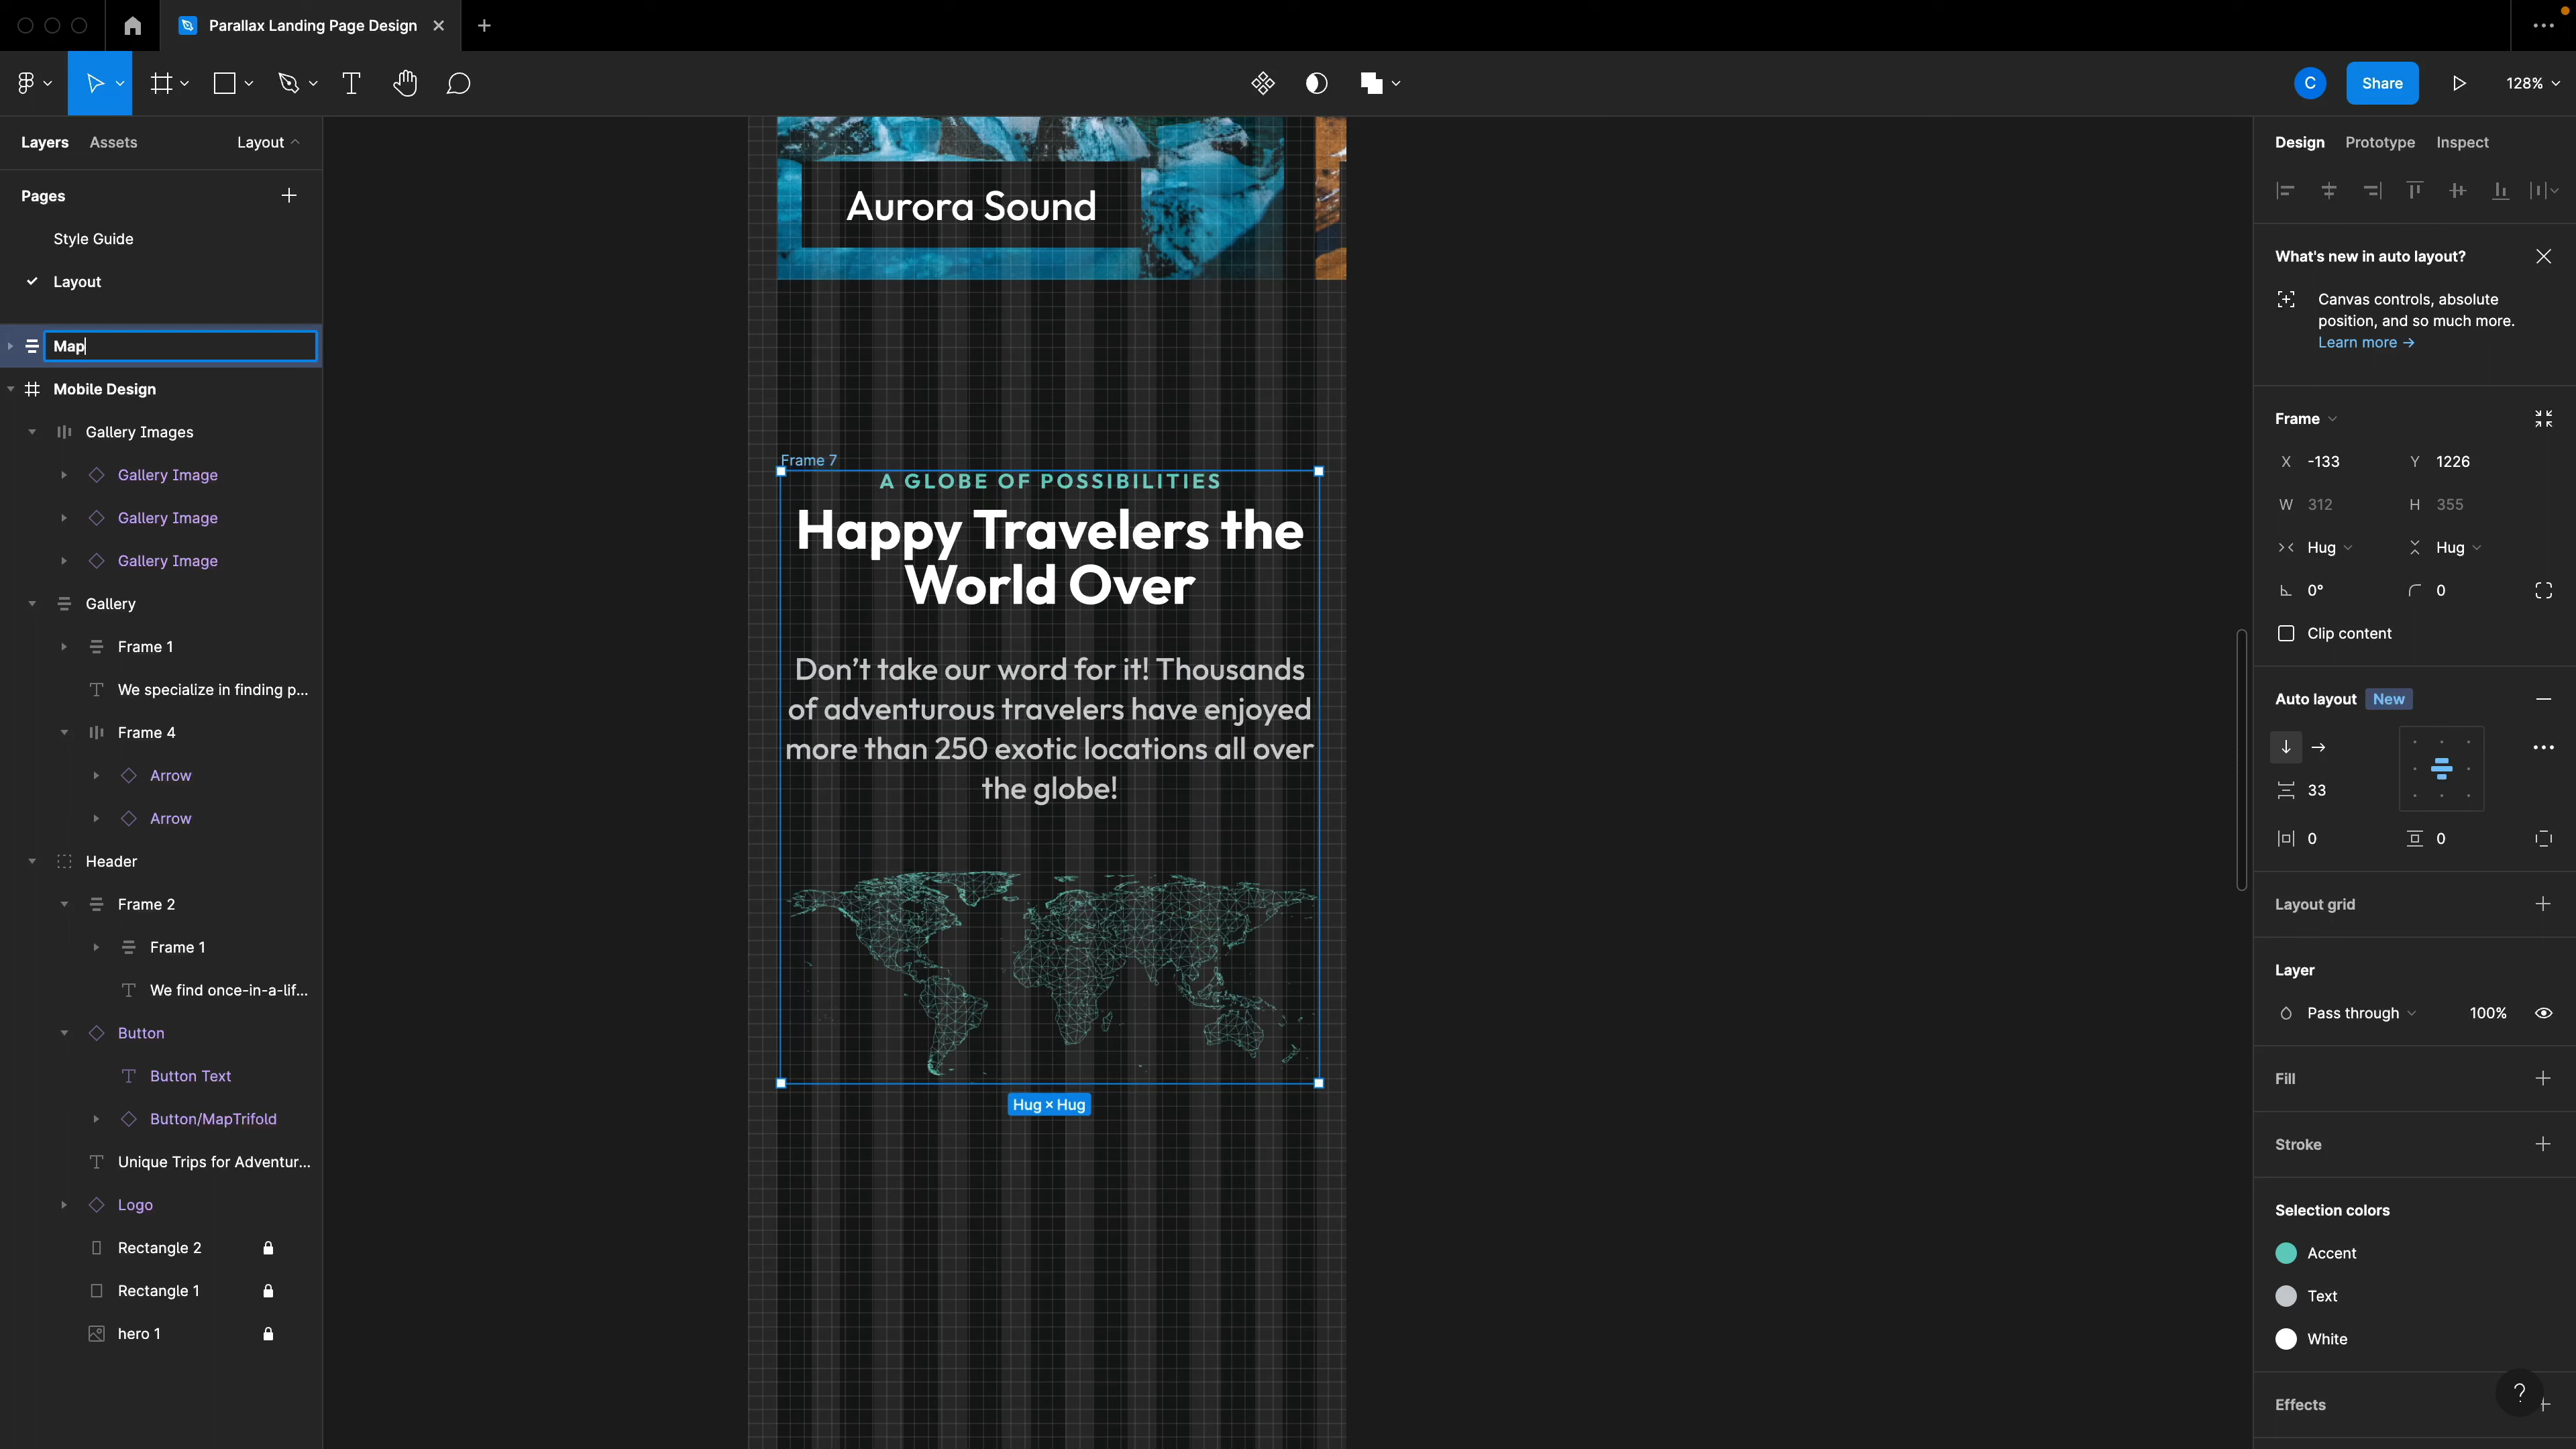 Parallax Landing Page Design
C
Share
128%
Layers
Assets
Layout
Pages
Style Guide
Layout
Map
Mobile Design
Gallery Images
Gallery Image
Gallery Image
Gallery Image
Gallery
Frame 1
We specialize in finding p...
Frame 4
Arrow
Arrow
Header
Frame 2
Frame 1
We find once-in-a-lif...
Button
Button Text
Button/MapTrifold
Unique Trips for Adventur...
Logo
Rectangle 2
Rectangle 1
hero 1
Aurora Sound
Frame 7
A GLOBE OF POSSIBILITIES
Happy Travelers the
World Over
Don’t take our word for it! Thousands
of adventurous travelers have enjoyed
more than 250 exotic locations all over
the globe!
Hug × Hug
Design
Prototype
Inspect
What's new in auto layout?
Canvas controls, absolute
position, and so much more.
Learn more →
Frame
X -133 Y 1226
W 312 H 355
Hug Hug
0° 0
Clip content
Auto layout New
33
0 0
Layout grid
Layer
Pass through 100%
Fill
Stroke
Selection colors
Accent
Text
White
Effects
?